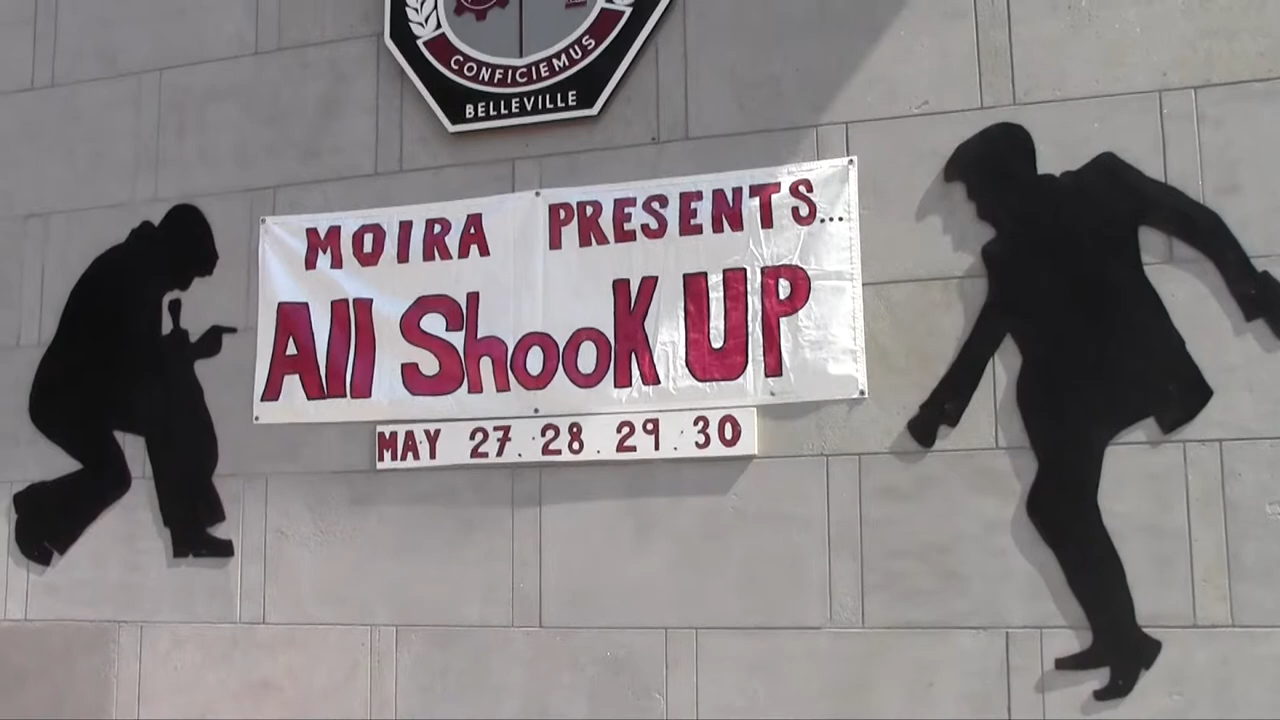 CONFICIEMUS
BELLEVILLE
MOIRA PRESENTS...
All ShooK UP
MAY 27. 28. 29. 30